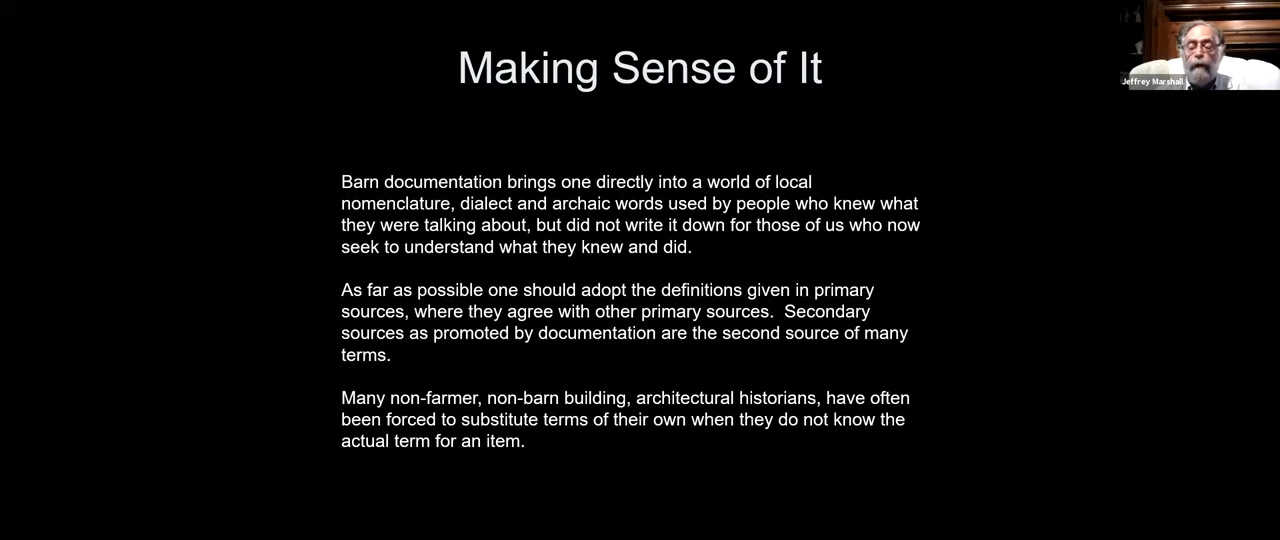 Making Sense of It
Jeffrey Marshall
Barn documentation brings one directly into a world of local
nomenclature, dialect and archaic words used by people who knew what
they were talking about, but did not write it down for those of us who now
seek to understand what they knew and did.
As far as possible one should adopt the definitions given in primary
sources, where they agree with other primary sources.  Secondary
sources as promoted by documentation are the second source of many
terms.
Many non-farmer, non-barn building, architectural historians, have often
been forced to substitute terms of their own when they do not know the
actual term for an item.